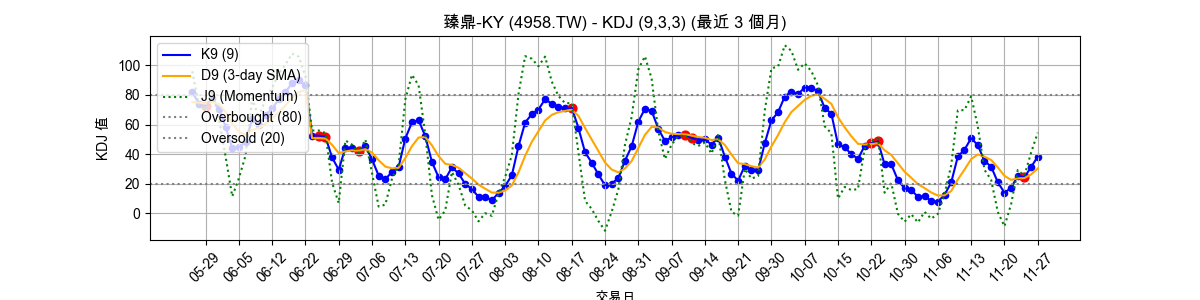 臻鼎-KY (4958.TW) - KDJ (9,3,3) (最近 3 個月)
K9 (9)
D9 (3-day SMA)
J9 (Momentum)
Overbought (80)
Oversold (20)
KDJ 值
100
80
60
40
20
0
05-29 06-05 06-12 06-22 06-29 07-06 07-13 07-20 07-27 08-03 08-10 08-17 08-24 08-31 09-07 09-14 09-21 09-30 10-07 10-15 10-22 10-30 11-06 11-13 11-20 11-27
交易日